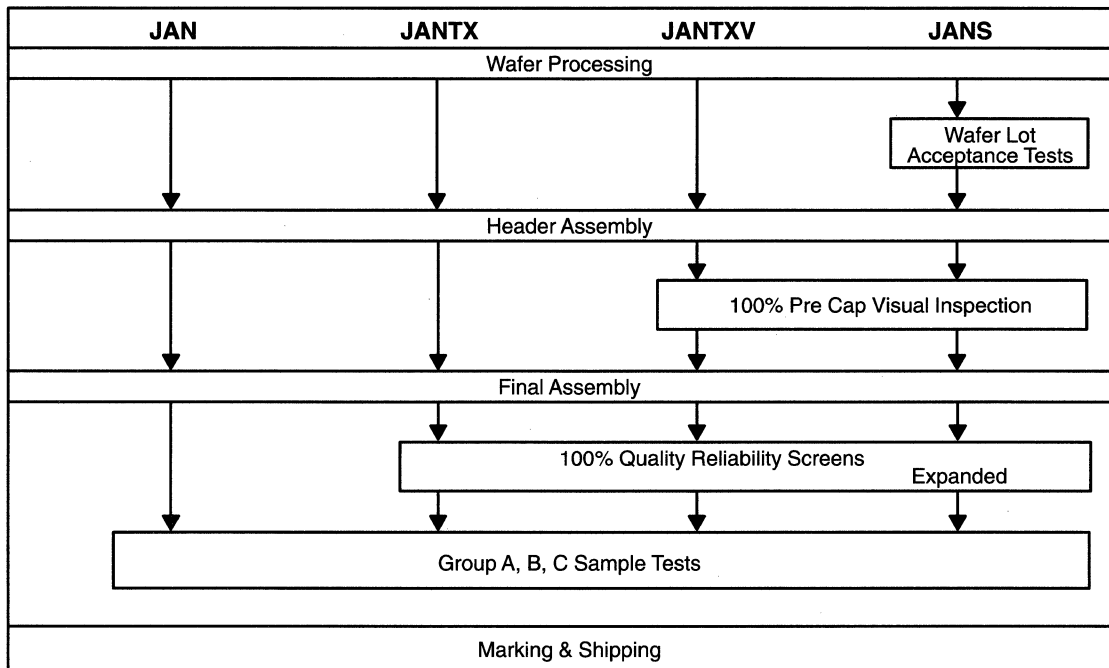 JAN JANTX JANTXV JANS
Wafer Processing
Wafer Lot
Acceptance Tests
Header Assembly
100% Pre Cap Visual Inspection
Final Assembly
100% Quality Reliability Screens
Expanded
Group A, B, C Sample Tests
Marking & Shipping